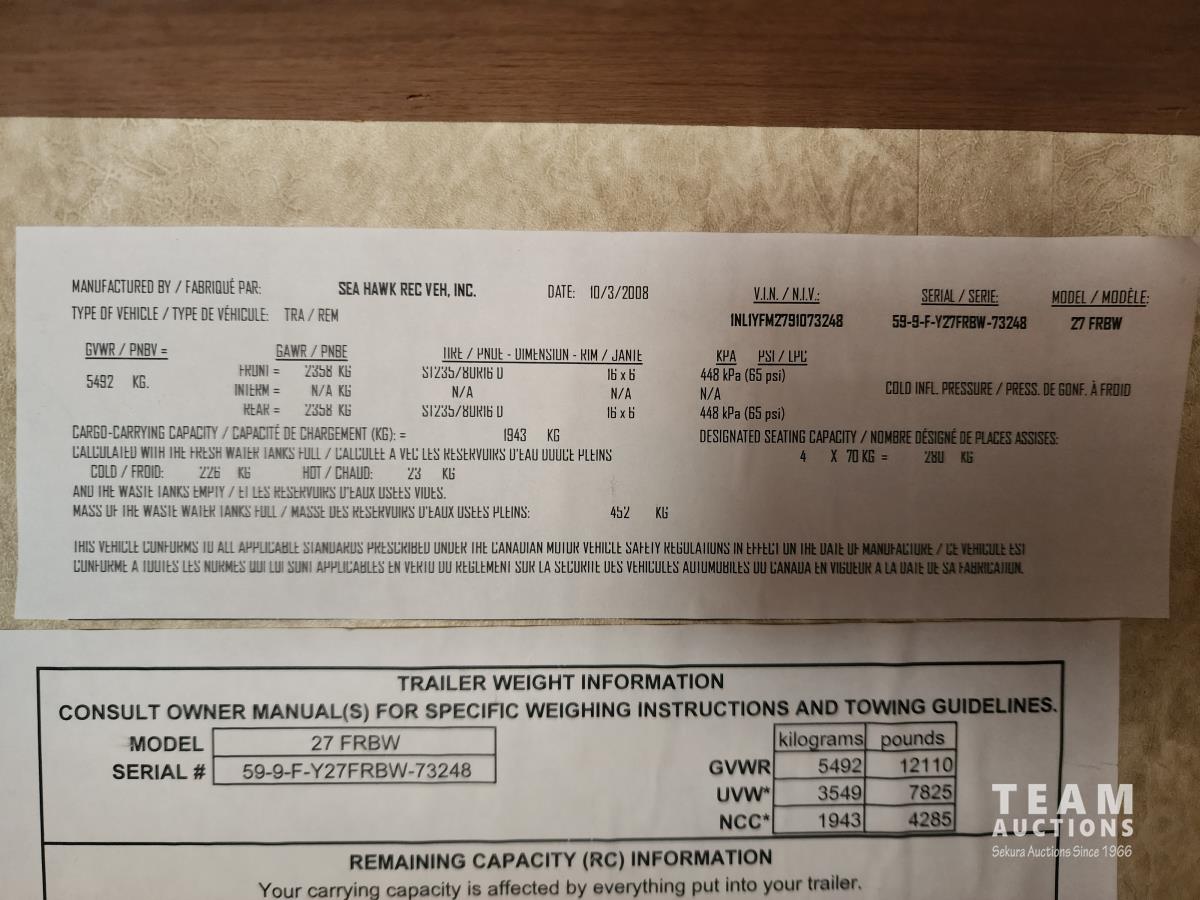 MANUFACTURED BY / FABRIQUÉ PAR: SEA HAWK REC VEH, INC. DATE: 10/3/2008 V.I.N. / N.I.V.: SERIAL / SERIE: MODEL / MODÈLE:
TYPE OF VEHICLE / TYPE DE VÉHICULE: TRA / REM 1NL1YFM2791073248 59-9-F-Y27FRBW-73248 27 FRBW
GVWR / PNBV = GAWR / PNBE TIRE / PNUE - DIMENSION - RIM / JANTE KPA PSI / LPC
FRONT = 2358 KG ST235/80R16 D 16 x 6 448 kPa (65 psi)
5492 KG. INTERM = N/A KG N/A N/A N/A COLD INFL. PRESSURE / PRESS. DE GONF. À FROID
REAR = 2358 KG ST235/80R16 D 16 x 6 448 kPa (65 psi)
CARGO-CARRYING CAPACITY / CAPACITÉ DE CHARGEMENT (KG): = 1943 KG DESIGNATED SEATING CAPACITY / NOMBRE DÉSIGNÉ DE PLACES ASSISES:
CALCULATED WITH THE FRESH WATER TANKS FULL / CALCULEE A VEC LES RESERVOIRS D'EAU DOUCE PLEINS 4 X 70 KG = 280 KG
COLD / FROID: 226 KG HOT / CHAUD: 23 KG
AND THE WASTE TANKS EMPTY / ET LES RESERVOIRS D'EAUX USEES VIDES.
MASS OF THE WASTE WATER TANKS FULL / MASSE DES RESERVOIRS D'EAUX USEES PLEINS: 452 KG
THIS VEHICLE CONFORMS TO ALL APPLICABLE STANDARDS PRESCRIBED UNDER THE CANADIAN MOTOR VEHICLE SAFETY REGULATIONS IN EFFECT ON THE DATE OF MANUFACTURE / CE VEHICULE EST
CONFORME A TOUTES LES NORMES QUI LUI SONT APPLICABLES EN VERTU DU REGLEMENT SUR LA SECURITE DES VEHICULES AUTOMOBILES DU CANADA EN VIGUEUR A LA DATE DE SA FABRICATION.
TRAILER WEIGHT INFORMATION
CONSULT OWNER MANUAL(S) FOR SPECIFIC WEIGHING INSTRUCTIONS AND TOWING GUIDELINES.
MODEL 27 FRBW kilograms pounds
SERIAL # 59-9-F-Y27FRBW-73248 GVWR 5492 12110
UVW* 3549 7825
NCC* 1943 4285
TEAM
AUCTIONS
Sekura Auctions Since 1966
REMAINING CAPACITY (RC) INFORMATION
Your carrying capacity is affected by everything put into your trailer.